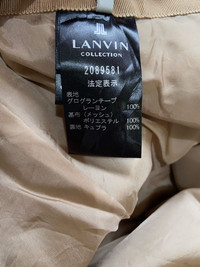 LANVIN
COLLECTION
2089581
法定表示
表地
グログランテープ
レーヨン 100%
基布(メッシュ)
ポリエステル 100%
裏地 キュプラ 100%